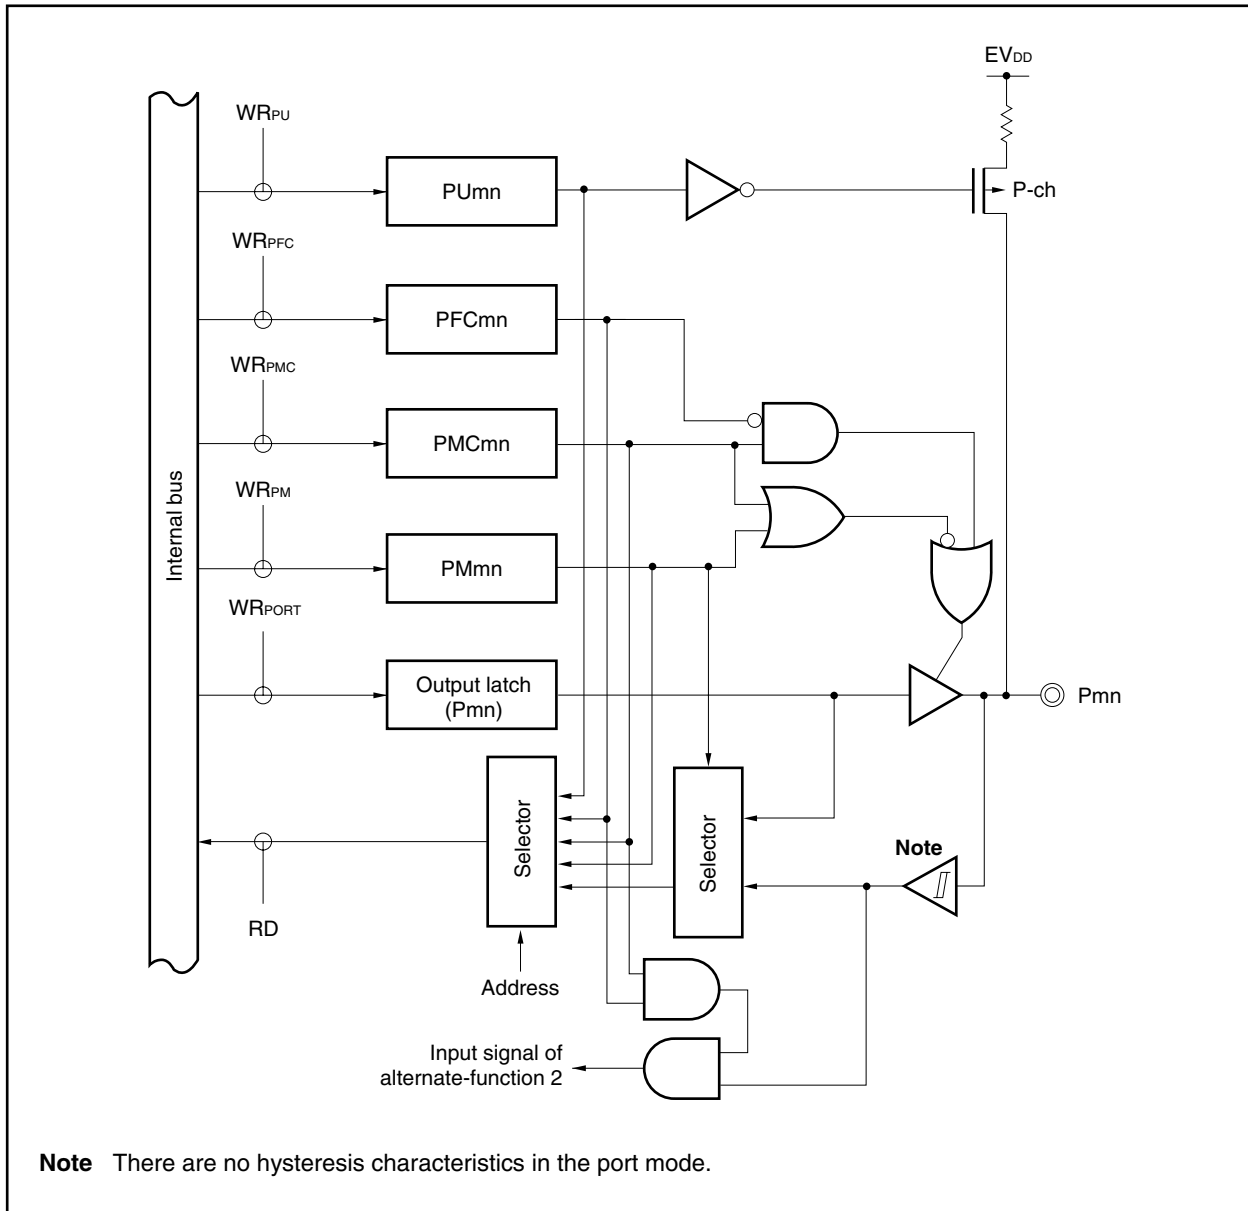 EVDD
WRPU
PUmn
P-ch
WRPFC
PFCmn
WRPMC
PMCmn
WRPM
PMmn
Internal bus
WRPORT
Output latch
(Pmn)
Pmn
Selector
Selector
Note
RD
Address
Input signal of
alternate-function 2
Note There are no hysteresis characteristics in the port mode.